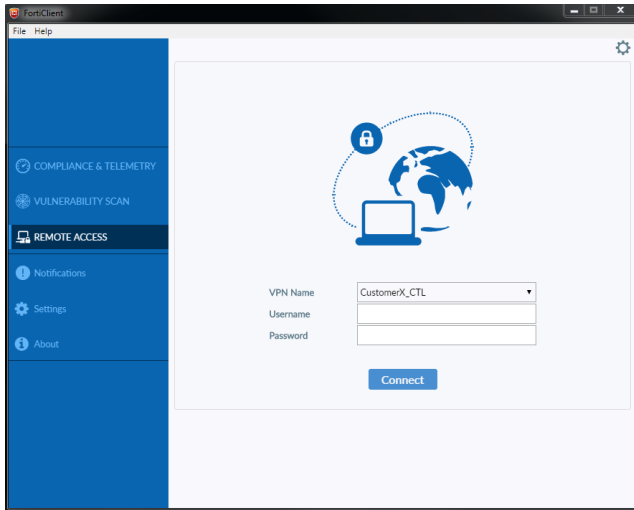 FortiClient
File Help
COMPLIANCE & TELEMETRY
VULNERABILITY SCAN
REMOTE ACCESS
Notifications
Settings
About
VPN Name CustomerX_CTL
Username
Password
Connect